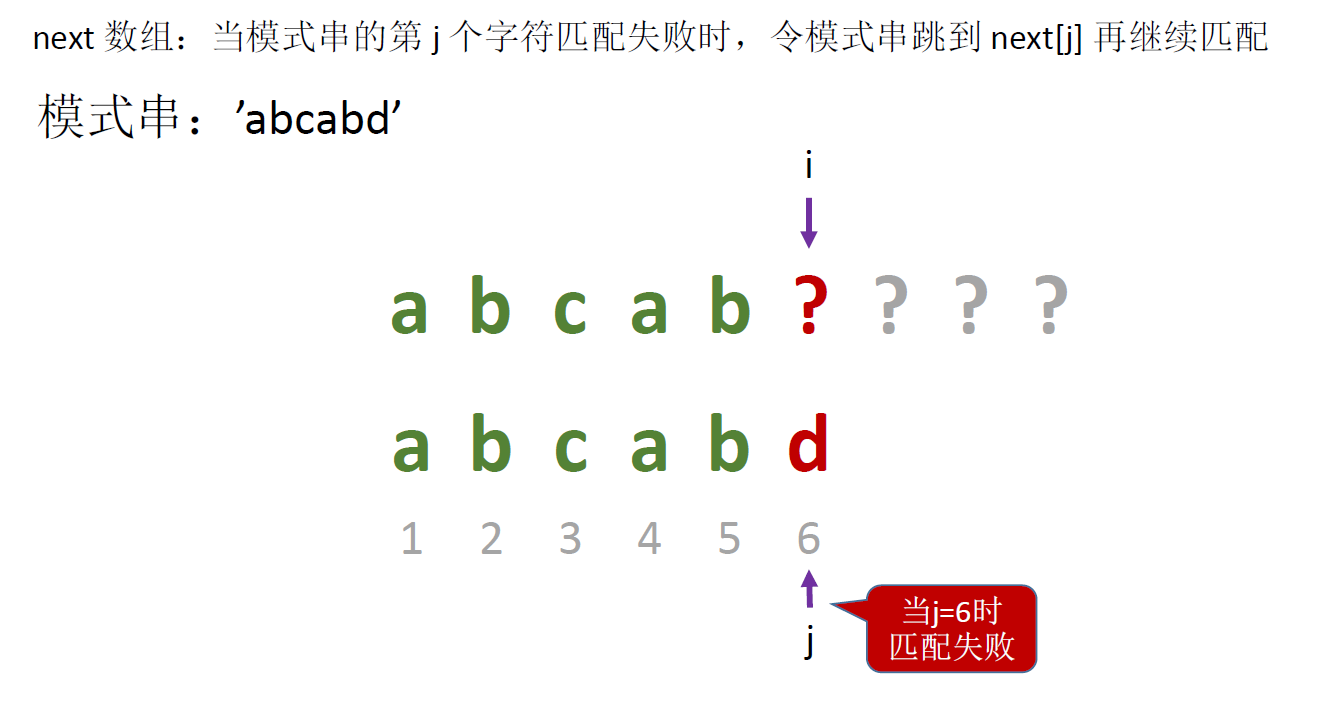 next 数组：当模式串的第 j 个字符匹配失败时，令模式串跳到 next[j] 再继续匹配
模式串：’abcabd’
i
a b c a b ? ? ? ?
a b c a b d
1 2 3 4 5 6
j
当j=6时
匹配失败